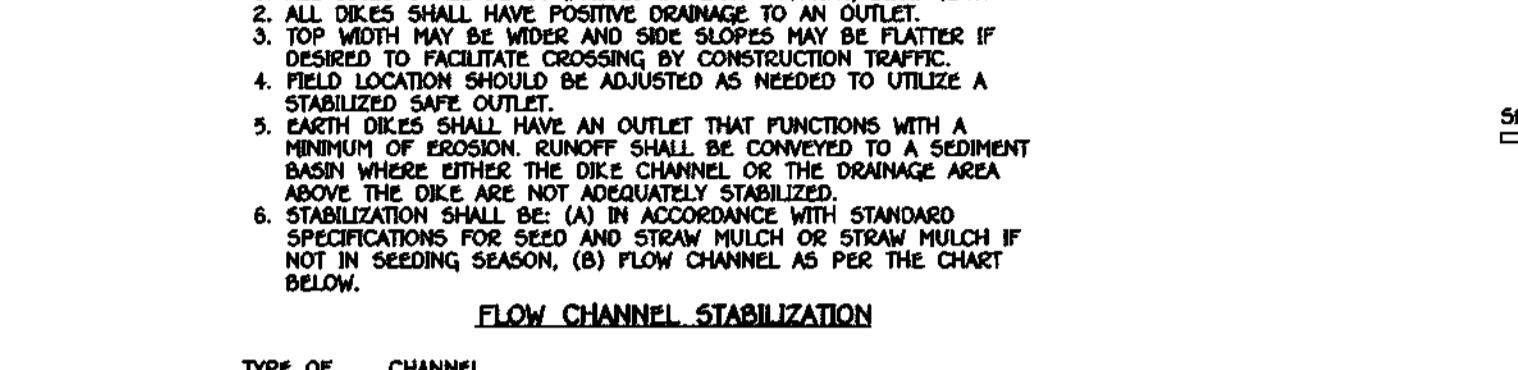 2. ALL DIKES SHALL HAVE POSITIVE DRAINAGE TO AN OUTLET.
3. TOP WIDTH MAY BE WIDER AND SIDE SLOPES MAY BE FLATTER IF
DESIRED TO FACILITATE CROSSING BY CONSTRUCTION TRAFFIC.
4. FIELD LOCATION SHOULD BE ADJUSTED AS NEEDED TO UTILIZE A
STABILIZED SAFE OUTLET.
5. EARTH DIKES SHALL HAVE AN OUTLET THAT FUNCTIONS WITH A
MINIMUM OF EROSION. RUNOFF SHALL BE CONVEYED TO A SEDIMENT
BASIN WHERE EITHER THE DIKE CHANNEL OR THE DRAINAGE AREA
ABOVE THE DIKE ARE NOT ADEQUATELY STABILIZED.
6. STABILIZATION SHALL BE: (A) IN ACCORDANCE WITH STANDARD
SPECIFICATIONS FOR SEED AND STRAW MULCH OR STRAW MULCH IF
NOT IN SEEDING SEASON, (B) FLOW CHANNEL AS PER THE CHART
BELOW.
FLOW CHANNEL STABILIZATION
TYPE OF CHANNEL